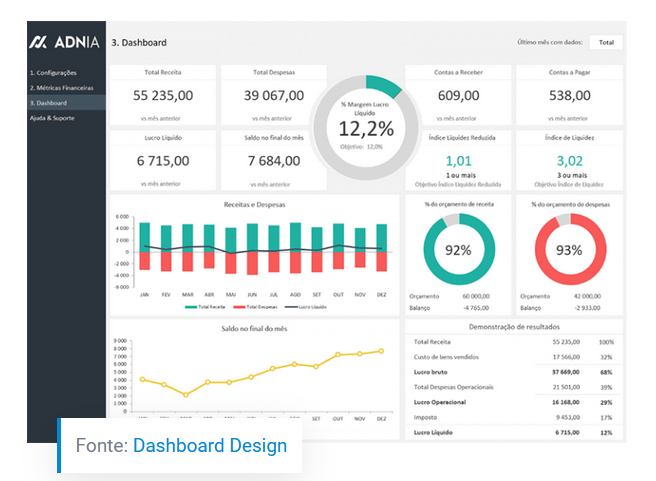 ADNIA
3. Dashboard
Último mês com dados: Total
1. Configurações
2. Métricas Financeiras
3. Dashboard
Ajuda & Suporte
Total Receita
55 235,00
vs mês anterior
Total Despesas
39 067,00
vs mês anterior
% Margem Lucro
Líquido
12,2%
Objetivo: 12,0%
Contas a Receber
609,00
vs mês anterior
Contas a Pagar
538,00
vs mês anterior
Lucro Líquido
6 715,00
vs mês anterior
Saldo no final do mês
7 684,00
vs mês anterior
Índice Liquidez Reduzida
1,01
1 ou mais
Objetivo Índice Liquidez Reduzida
Índice de Liquidez
3,02
3 ou mais
Objetivo Índice de Liquidez
Receitas e Despesas
6 000
4 000
2 000
0
-2 000
-4 000
-6 000
JAN FEV MAR ABR MAI JUN JUL AGO SET OUT NOV DEZ
Total Receita Total Despesas Lucro Líquido
% do orçamento de receita
92%
Orçamento 60 000,00
Balanço -4 765,00
% do orçamento de despesas
93%
Orçamento 42 000,00
Balanço -2 933,00
Saldo no final do mês
9 000
8 000
7 000
6 000
5 000
4 000
3 000
2 000
1 000
0
SET OUT NOV DEZ
Demonstração de resultados
Total Receita 55 235,00 100%
Custo de bens vendidos 17 566,00 32%
Lucro bruto 37 669,00 68%
Total Despesas Operacionais 21 501,00 39%
Lucro Operacional 16 168,00 29%
Imposto 9 453,00 17%
Lucro Líquido 6 715,00 12%
Fonte: Dashboard Design